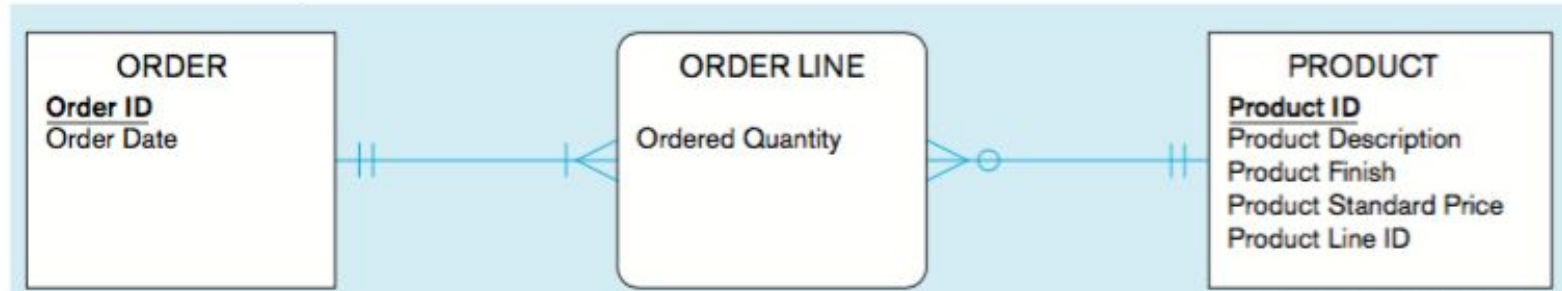 ORDER
Order ID
Order Date
ORDER LINE
Ordered Quantity
PRODUCT
Product ID
Product Description
Product Finish
Product Standard Price
Product Line ID